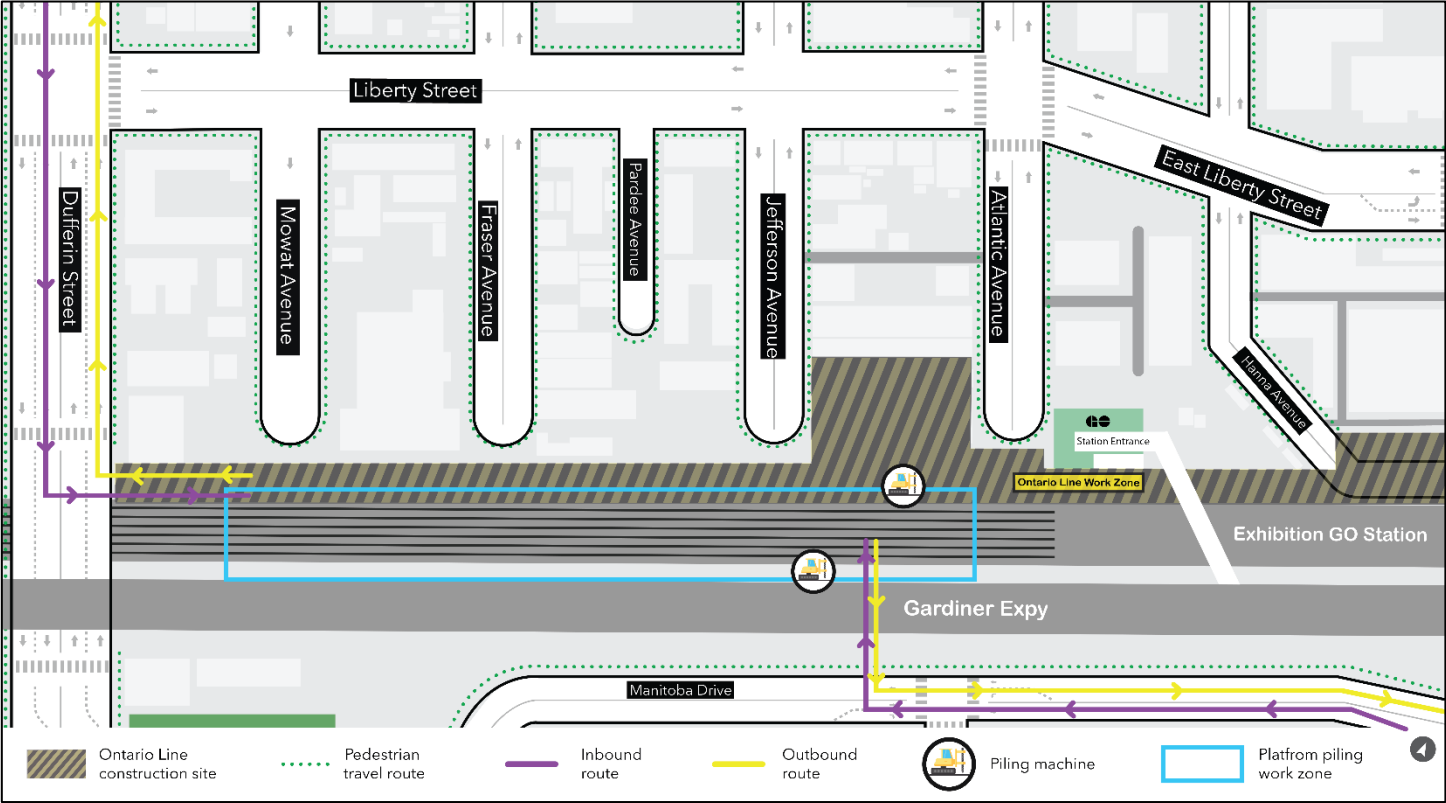 Liberty Street
East Liberty Street
Dufferin Street
Mowat Avenue
Fraser Avenue
Pardee Avenue
Jefferson Avenue
Atlantic Avenue
Hanna Avenue
GO
Station Entrance
Ontario Line Work Zone
Exhibition GO Station
Gardiner Expy
Manitoba Drive
Ontario Line
construction site
Pedestrian
travel route
Inbound
route
Outbound
route
Piling machine
Platfrom piling
work zone